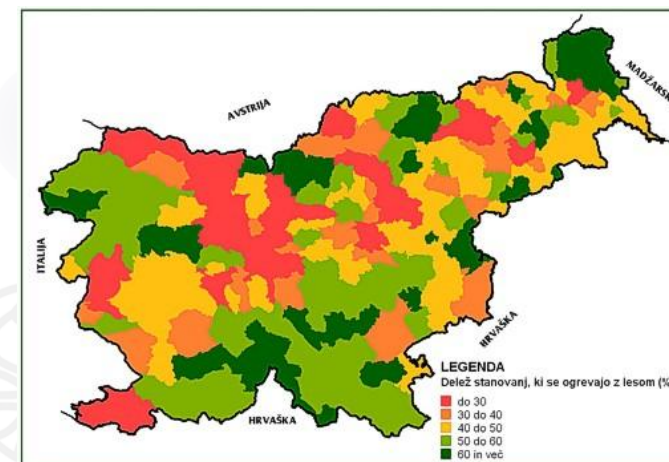 AVSTRIJA
MADŽARSK
ITALIJA
HRVAŠKA
HRVAŠKA
LEGENDA
Delež stanovanj, ki se ogrevajo z lesom (%
do 30
30 do 40
40 do 50
50 do 60
60 in več